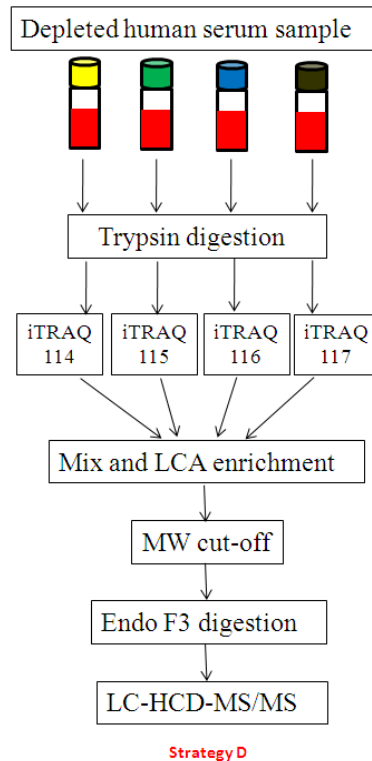 Depleted human serum sample
Trypsin digestion
iTRAQ
114
iTRAQ
115
iTRAQ
116
iTRAQ
117
Mix and LCA enrichment
MW cut-off
Endo F3 digestion
LC-HCD-MS/MS
Strategy D